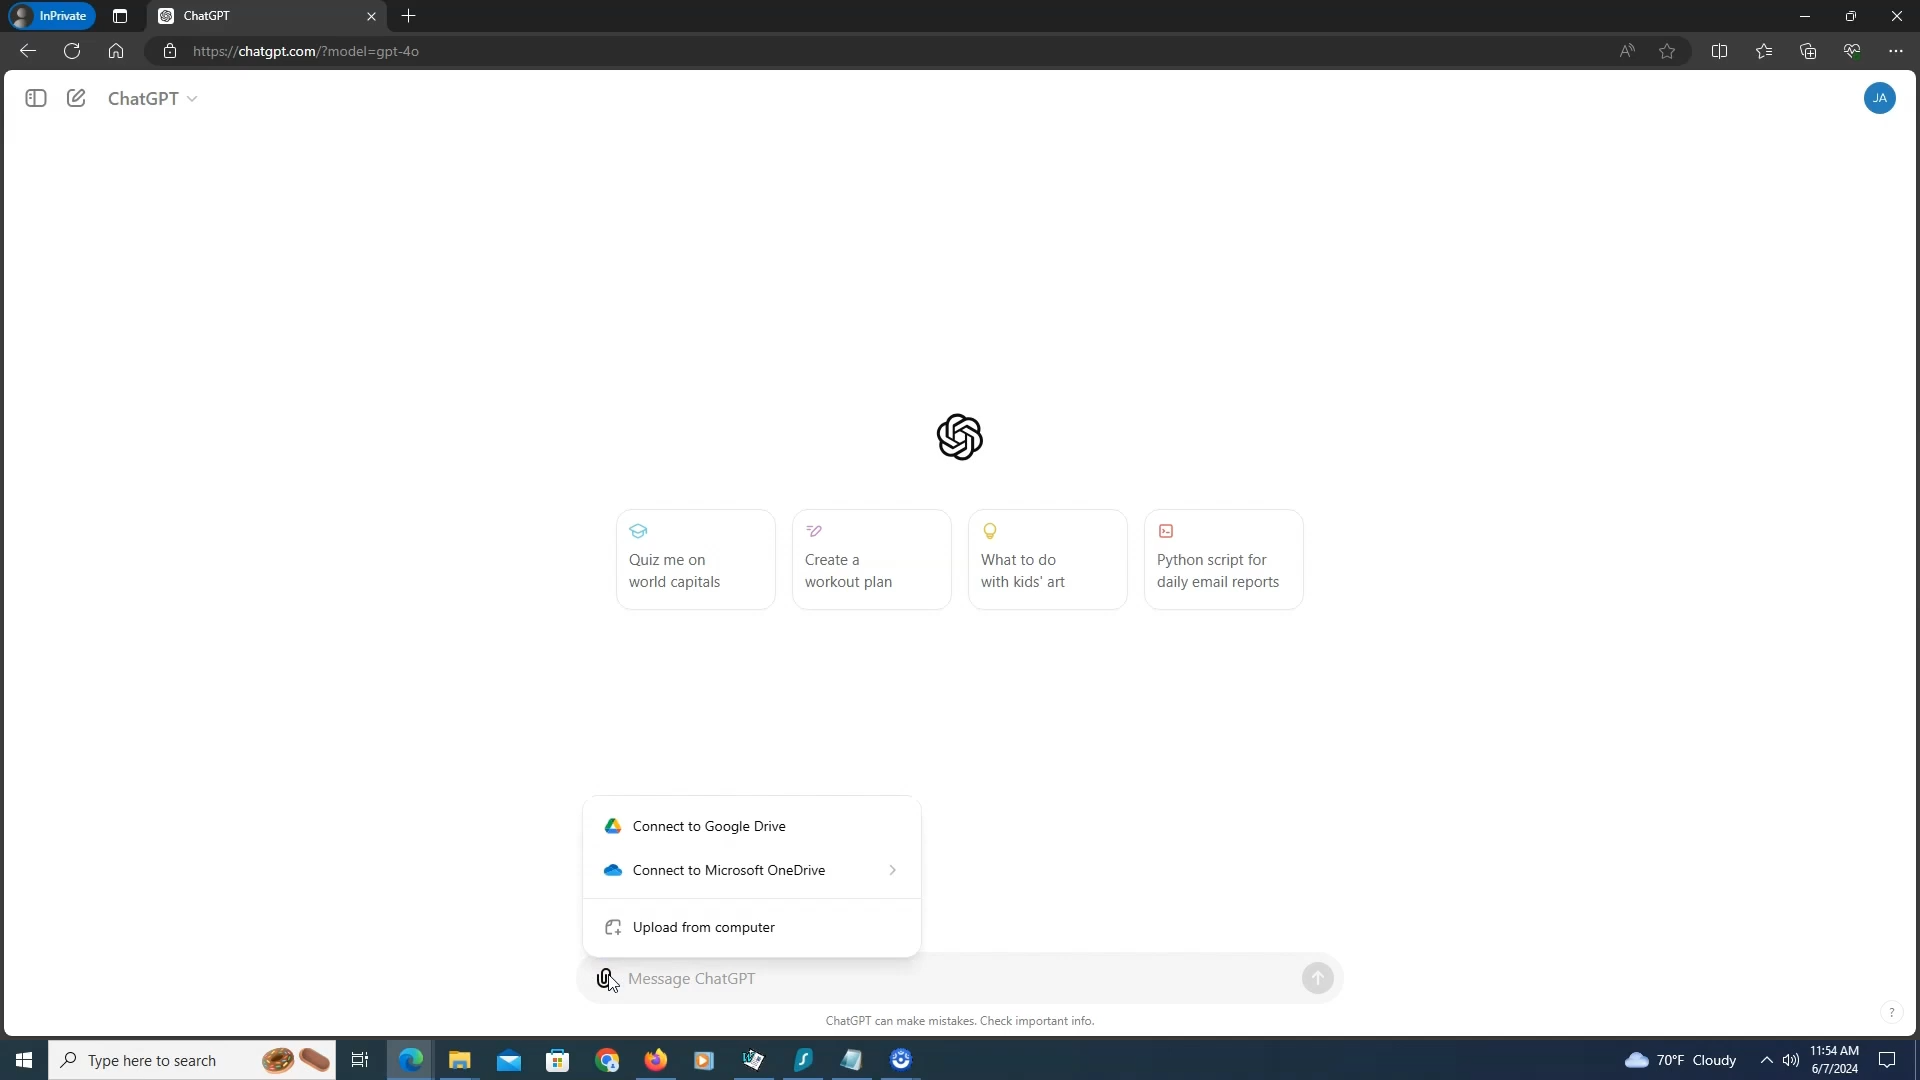 InPrivate
ChatGPT
https://chatgpt.com/?model=gpt-4o
ChatGPT
JA
Quiz me on
world capitals
Create a
workout plan
What to do
with kids' art
Python script for
daily email reports
Connect to Google Drive
Connect to Microsoft OneDrive
Upload from computer
Message ChatGPT
ChatGPT can make mistakes. Check important info.
?
Type here to search
70°F Cloudy
11:54 AM
6/7/2024